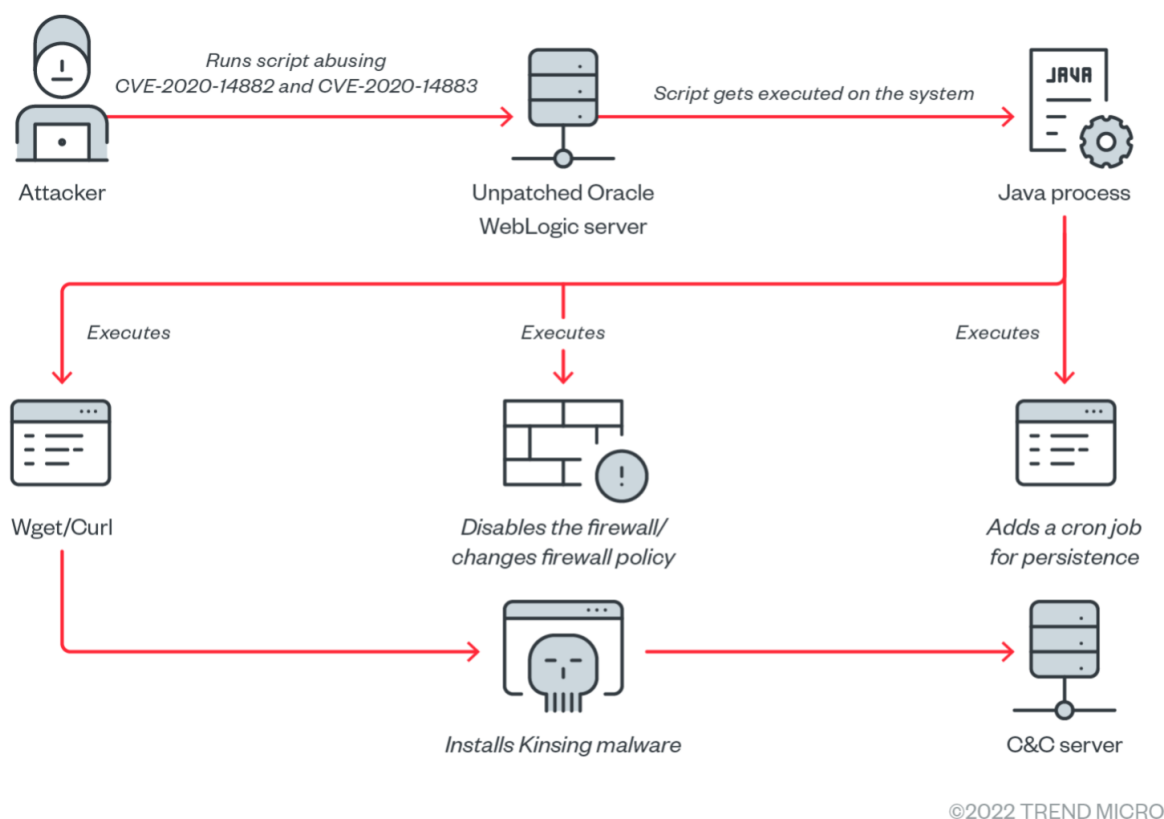 Runs script abusing
CVE-2020-14882 and CVE-2020-14883
Script gets executed on the system
JAVA
Attacker
Unpatched Oracle
WebLogic server
Java process
Executes
Executes
Executes
Wget/Curl
Disables the firewall/
changes firewall policy
Adds a cron job
for persistence
Installs Kinsing malware
C&C server
©2022 TREND MICRO